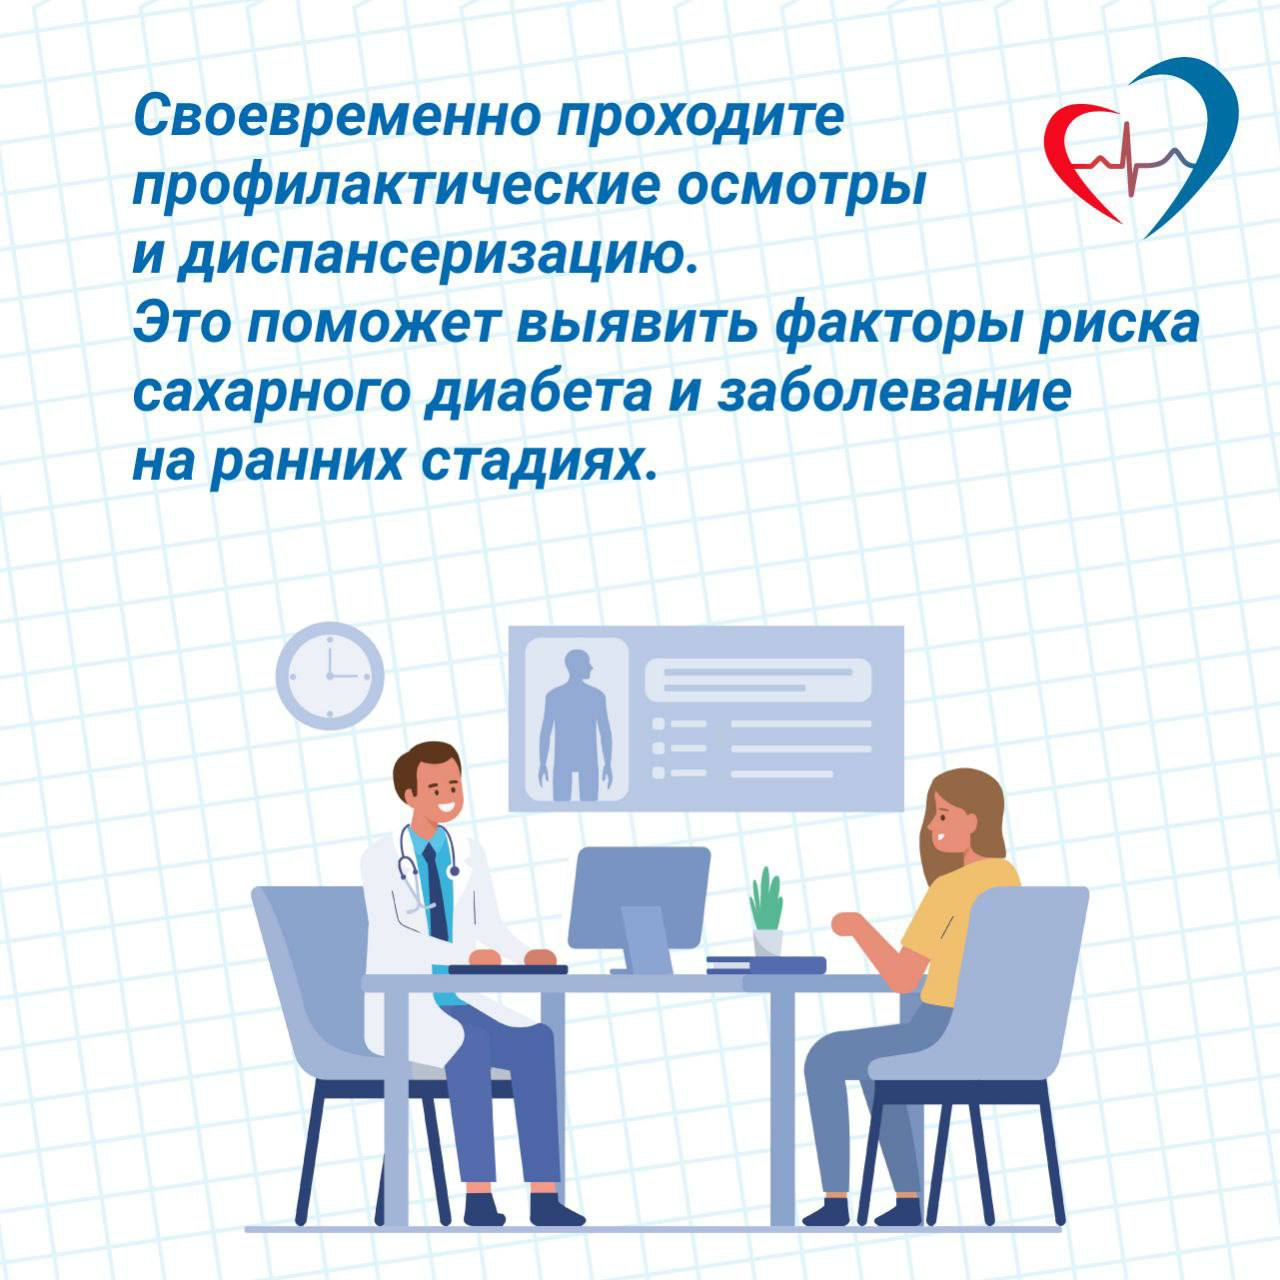 Своевременно проходите
профилактические осмотры
и диспансеризацию.
Это поможет выявить факторы риска
сахарного диабета и заболевание
на ранних стадиях.